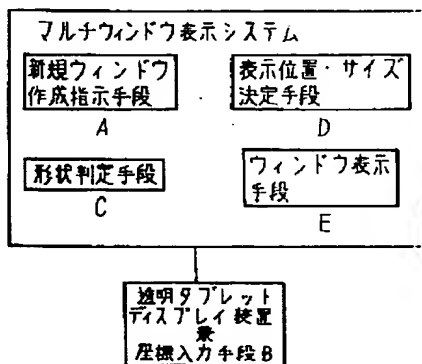 マルチウィンドウ表示システム
新規ウィンドウ
作成指示手段
A
表示位置・サイズ
決定手段
D
形状判定手段
C
ウィンドウ表示
手段
E
透明タブレット
ディスプレイ装置
兼
座標入力手段B